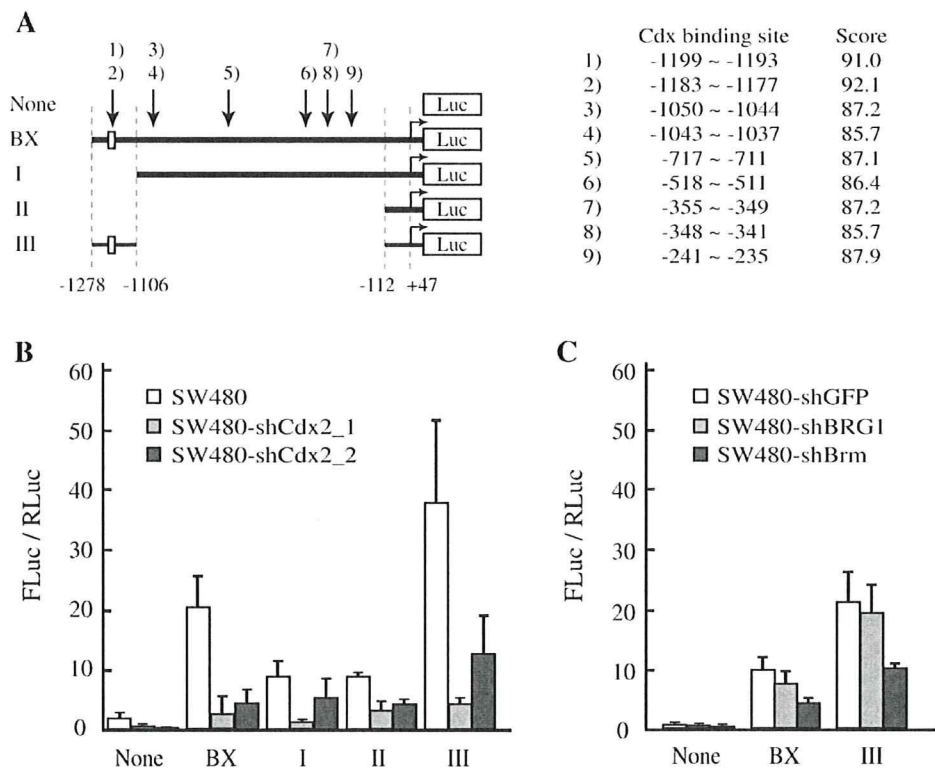 A
1)
2)
3)
4)
5)
6)
7)
8)
9)
None
BX
I
II
III
Luc
Luc
Luc
Luc
Luc
-1278
-1106
-112
+47
Cdx binding site Score
1) -1199 ~ -1193 91.0
2) -1183 ~ -1177 92.1
3) -1050 ~ -1044 87.2
4) -1043 ~ -1037 85.7
5) -717 ~ -711 87.1
6) -518 ~ -511 86.4
7) -355 ~ -349 87.2
8) -348 ~ -341 85.7
9) -241 ~ -235 87.9
B
FLuc / RLuc
60
50
40
30
20
10
0
SW480
SW480-shCdx2_1
SW480-shCdx2_2
None BX I II III
C
FLuc / RLuc
60
50
40
30
20
10
0
SW480-shGFP
SW480-shBRG1
SW480-shBrm
None BX III